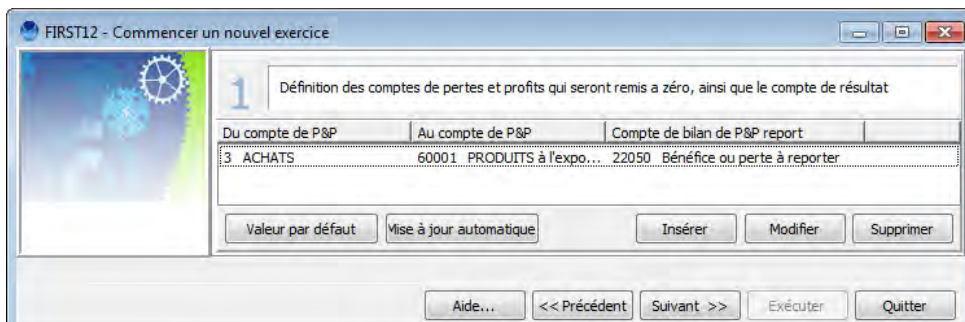 FIRST12 - Commencer un nouvel exercice
1
Définition des comptes de pertes et profits qui seront remis a zéro, ainsi que le compte de résultat
Du compte de P&P Au compte de P&P Compte de bilan de P&P report
3 ACHATS 60001 PRODUITS à l'expo... 22050 Bénéfice ou perte à reporter
Valeur par défaut Mise à jour automatique Insérer Modifier Supprimer
Aide... << Précédent Suivant >> Exécuter Quitter